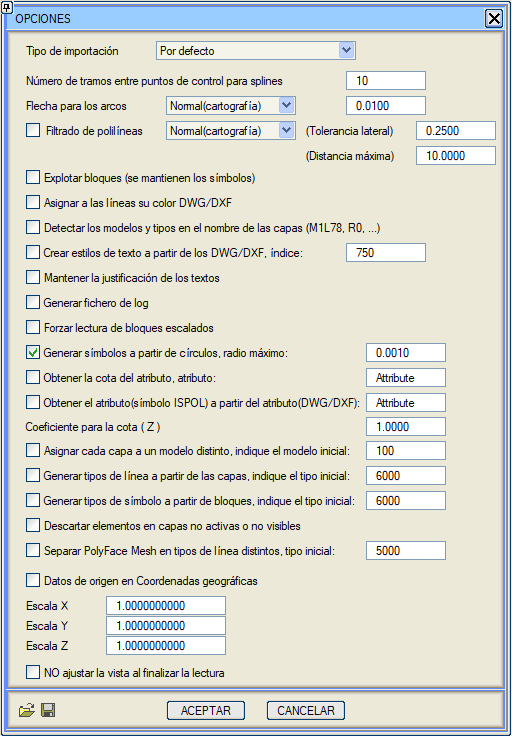 OPCIONES
Tipo de importación Por defecto
Número de tramos entre puntos de control para splines 10
Flecha para los arcos Normal(cartografía) 0.0100
Filtrado de polilíneas Normal(cartografía) (Tolerancia lateral) 0.2500
(Distancia máxima) 10.0000
Explotar bloques (se mantienen los símbolos)
Asignar a las líneas su color DWG/DXF
Detectar los modelos y tipos en el nombre de las capas (M1L78, R0, ...)
Crear estilos de texto a partir de los DWG/DXF, índice: 750
Mantener la justificación de los textos
Generar fichero de log
Forzar lectura de bloques escalados
Generar símbolos a partir de círculos, radio máximo: 0.0010
Obtener la cota del atributo, atributo: Attribute
Obtener el atributo(símbolo ISPOL) a partir del atributo(DWG/DXF): Attribute
Coeficiente para la cota ( Z ) 1.0000
Asignar cada capa a un modelo distinto, indique el modelo inicial: 100
Generar tipos de línea a partir de las capas, indique el tipo inicial: 6000
Generar tipos de símbolo a partir de bloques, indique el tipo inicial: 6000
Descartar elementos en capas no activas o no visibles
Separar PolyFace Mesh en tipos de línea distintos, tipo inicial: 5000
Datos de origen en Coordenadas geográficas
Escala X 1.0000000000
Escala Y 1.0000000000
Escala Z 1.0000000000
NO ajustar la vista al finalizar la lectura
ACEPTAR CANCELAR